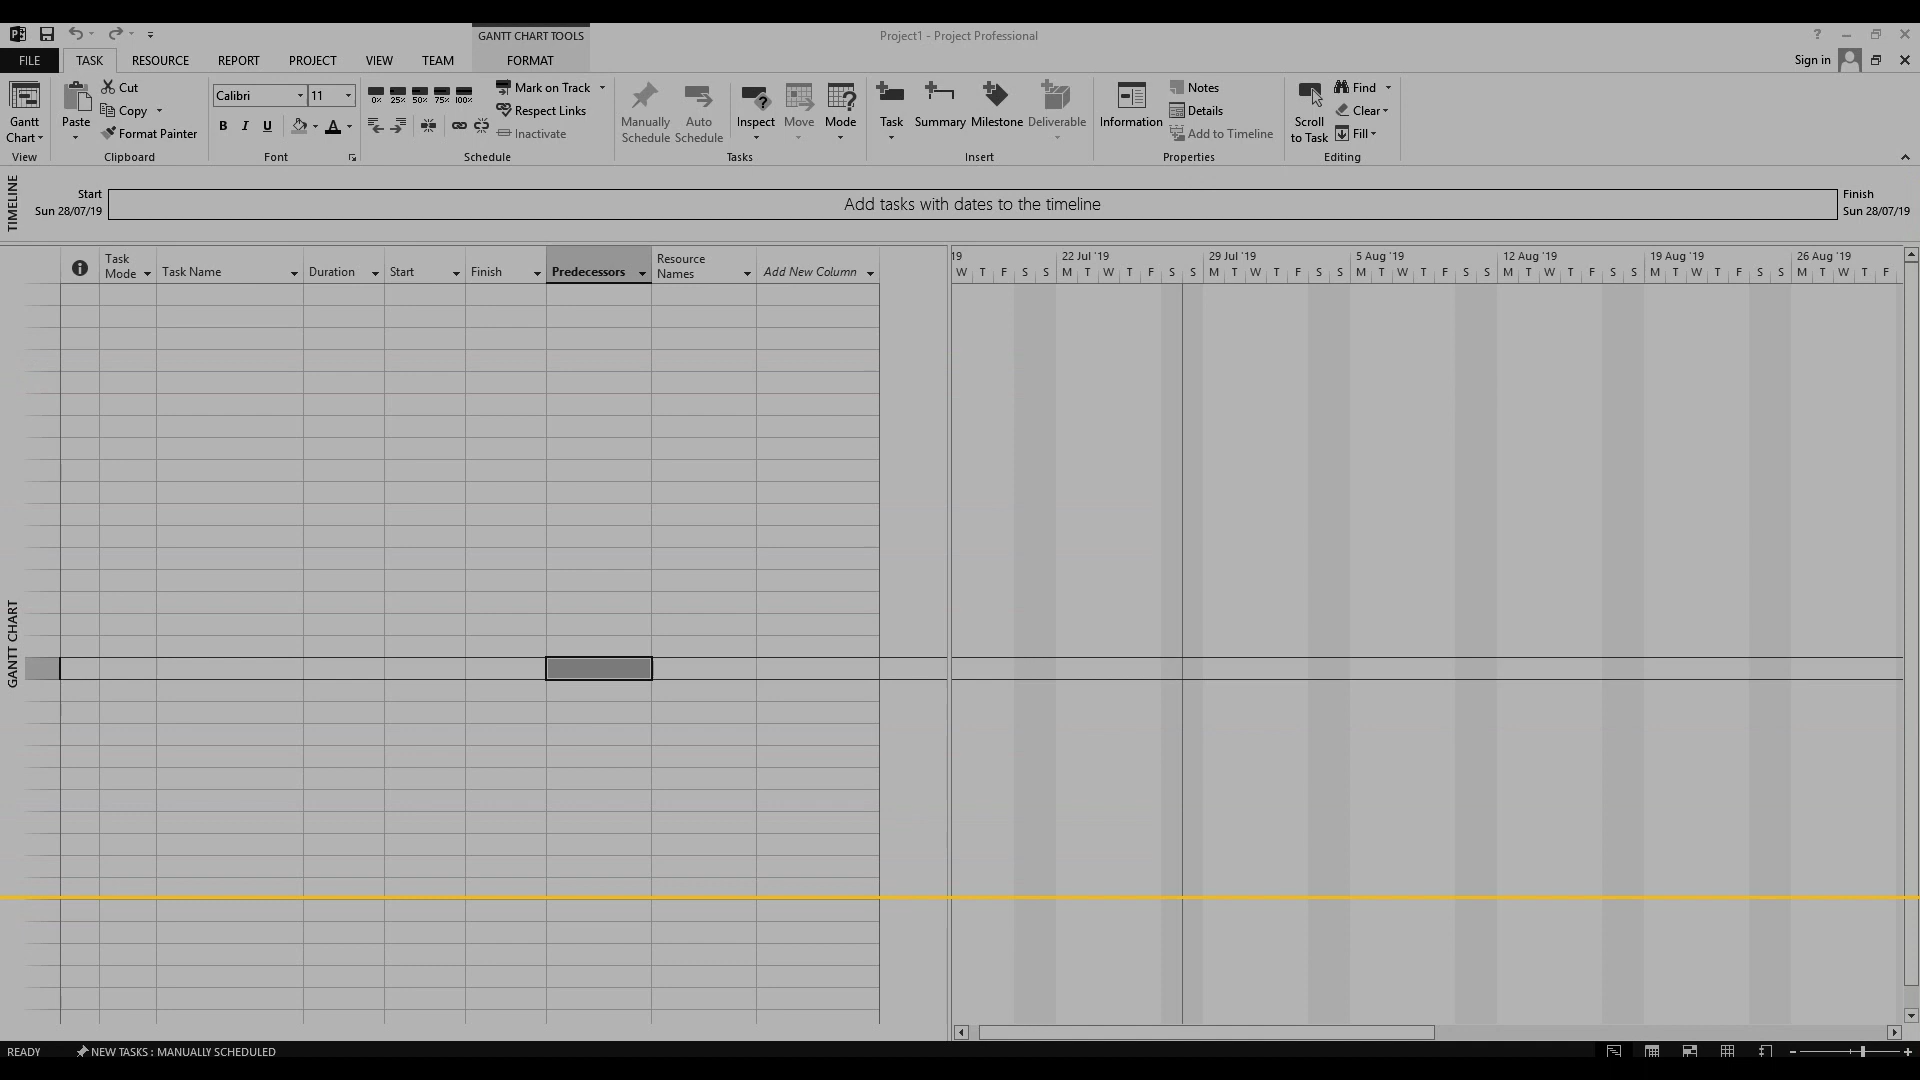 GANTT CHART TOOLS
Project1 - Project Professional
?
FILE TASK RESOURCE REPORT PROJECT VIEW TEAM FORMAT
Sign in
Gantt Chart
View
Paste
Cut
Copy
Format Painter
Clipboard
Calibri 11
B I U A
Font
0% 25% 50% 75% 100%
Mark on Track
Respect Links
Inactivate
Schedule
Manually Schedule
Auto Schedule
Inspect
Move
Mode
Tasks
Task
Summary
Milestone
Deliverable
Insert
Information
Notes
Details
Add to Timeline
Properties
Scroll to Task
Find
Clear
Fill
Editing
TIMELINE
Start
Sun 28/07/19
Add tasks with dates to the timeline
Finish
Sun 28/07/19
Task Mode
Task Name
Duration
Start
Finish
Predecessors
Resource Names
Add New Column
19 22 Jul '19 29 Jul '19 5 Aug '19 12 Aug '19 19 Aug '19 26 Aug '19
W T F S S M T W T F S S M T W T F S S M T W T F S S M T W T F S S M T W T F S S M T W T F
GANTT CHART
READY
NEW TASKS : MANUALLY SCHEDULED